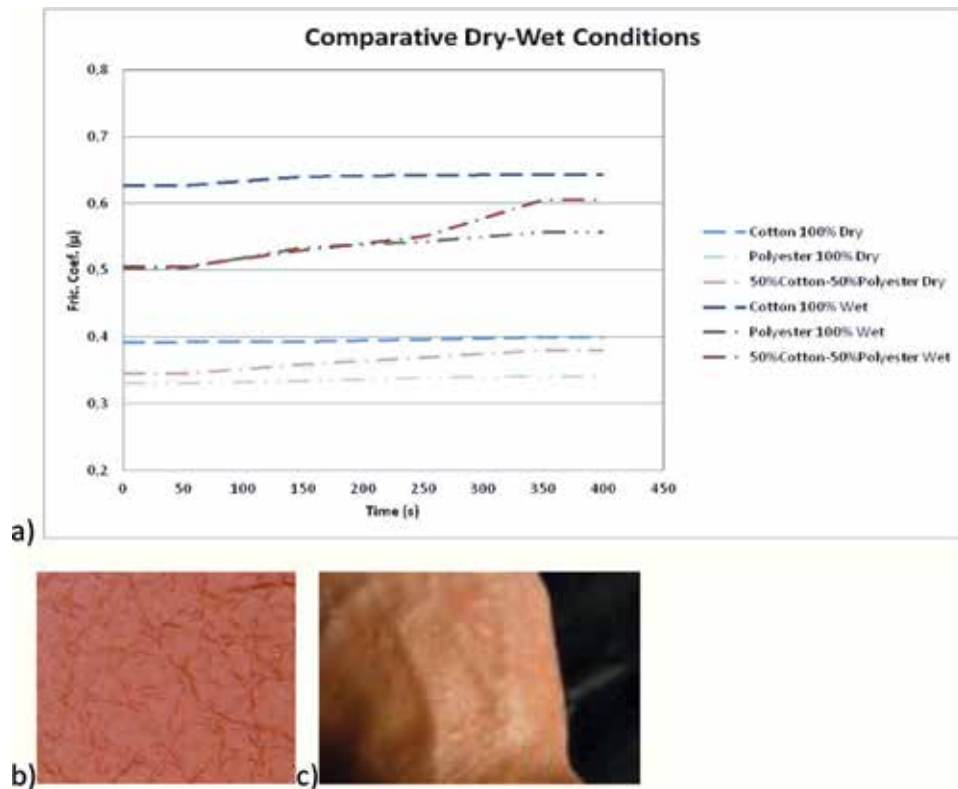 Comparative Dry-Wet Conditions
0,8
0,7
0,6
0,5
0,4
0,3
0,2
Fric. Coef. (μ)
0 50 100 150 200 250 300 350 400 450
Time (s)
Cotton 100% Dry
Polyester 100% Dry
50%Cotton-50%Polyester Dry
Cotton 100% Wet
Polyester 100% Wet
50%Cotton-50%Polyester Wet
a)
b) c)